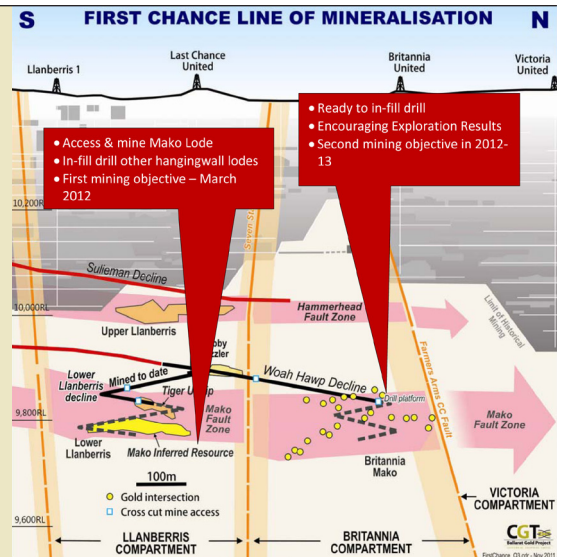 S FIRST CHANCE LINE OF MINERALISATION N
Llanberris 1
Last Chance
United
Britannia
United
Victoria
United
• Access & mine Mako Lode
• In-fill drill other hangingwall lodes
• First mining objective – March
2012
• Ready to in-fill drill
• Encouraging Exploration Results
• Second mining objective in 2012-
13
10,200RL
Sulieman Decline
10,000RL
Upper Llanberris
Hammerhead
Fault Zone
Limit of Historical
Mining
Woah Hawp Decline
Lower
Llanberris
decline
Mined to date
Tiger
Drill platform
Farmers Arms CC Fault
9,800RL
Mako
Fault
Zone
Mako
Fault
Zone
Lower
Llanberris
Mako Inferred Resource
Britannia
Mako
100m
Gold intersection
Cross cut mine access
9,600RL
LLANBERRIS
COMPARTMENT
BRITANNIA
COMPARTMENT
VICTORIA
COMPARTMENT
CGT
Ballarat Gold Project
FirstChance_Q3.cdr - Nov 2011